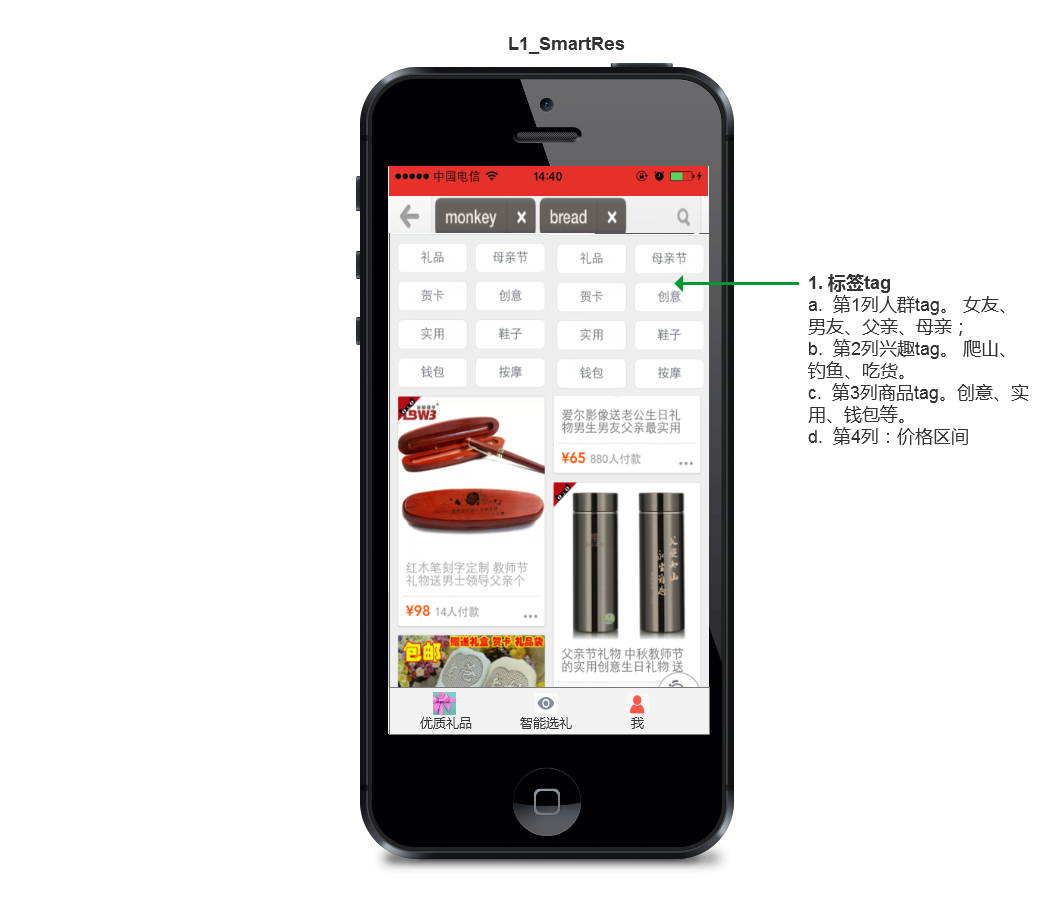 L1_SmartRes
中国电信
14:40
monkey ×
bread ×
礼品 母亲节 礼品 母亲节
贺卡 创意 贺卡 创意
实用 鞋子 实用 鞋子
钱包 按摩 钱包 按摩
红木笔刻字定制 教师节
礼物送男士领导父亲个
¥98 14人付款
包邮
赠送礼盒 贺卡 礼品袋
爱尔影像送老公生日礼
物男生男友父亲最实用
¥65 880人付款
父亲节礼物 中秋教师节
的实用创意生日礼物 送
优质礼品
智能选礼
我
1. 标签tag
a. 第1列人群tag。 女友、
男友、父亲、母亲；
b. 第2列兴趣tag。 爬山、
钓鱼、吃货。
c. 第3列商品tag。创意、实
用、钱包等。
d. 第4列：价格区间